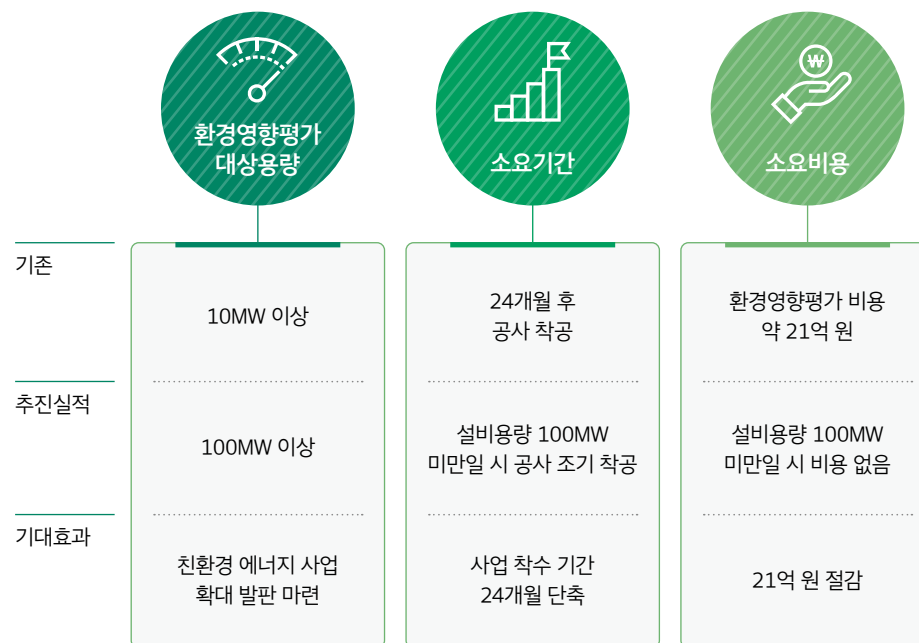 환경영향평가
대상용량
소요기간
₩
소요비용
기존
10MW 이상
24개월 후
공사 착공
환경영향평가 비용
약 21억 원
추진실적
100MW 이상
설비용량 100MW
미만일 시 공사 조기 착공
설비용량 100MW
미만일 시 비용 없음
기대효과
친환경 에너지 사업
확대 발판 마련
사업 착수 기간
24개월 단축
21억 원 절감